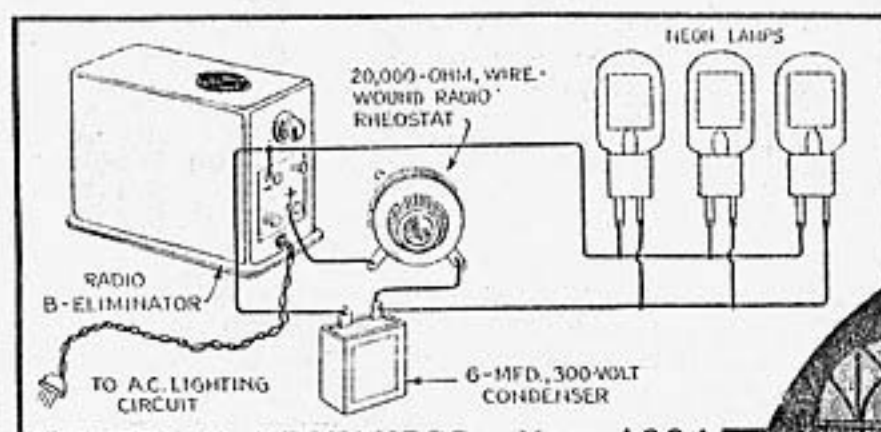 NEON LAMPS
20,000-OHM, WIRE-
WOUND RADIO
RHEOSTAT
RADIO
B-ELIMINATOR
TO A.C. LIGHTING
CIRCUIT
6-MFD., 300-VOLT
CONDENSER